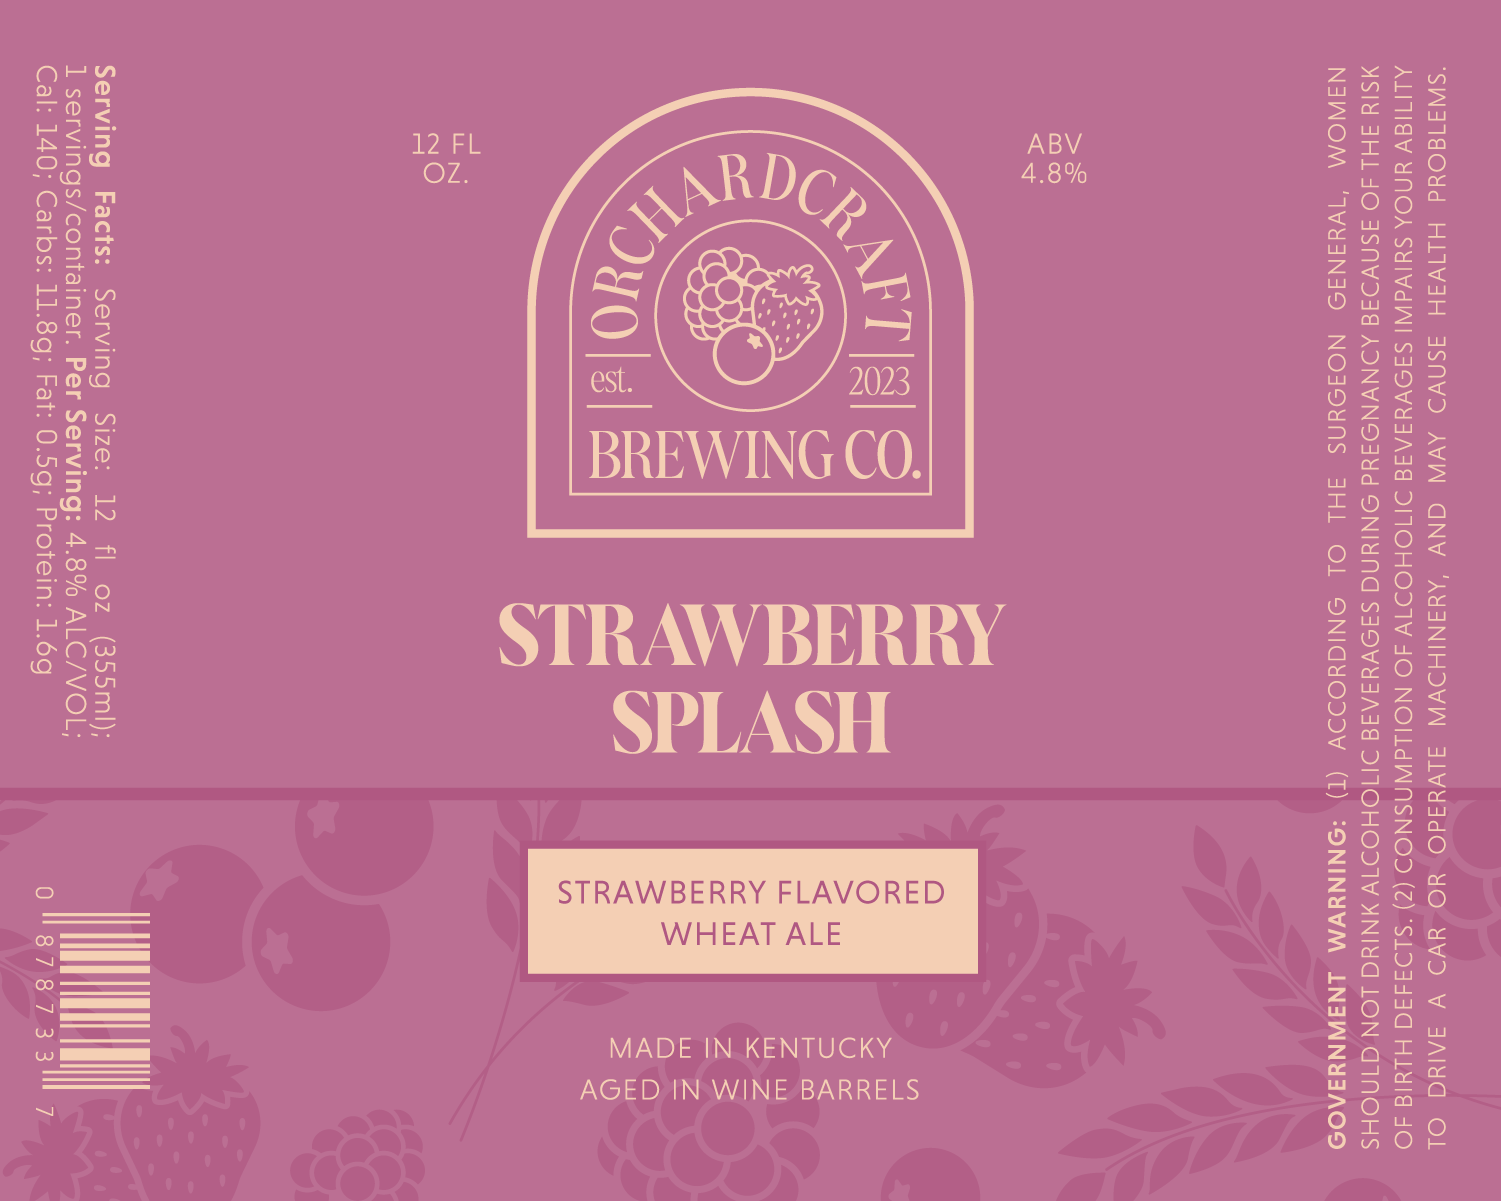 Serving Facts: Serving Size: 12 fl oz (355ml);
1 servings/container. Per Serving: 4.8% ALC/VOL;
Cal: 140; Carbs: 11.8g; Fat: 0.5g; Protein: 1.6g
12 FL
OZ.
ABV
4.8%
ORCHARDCRAFT
est.
2023
BREWING CO.
STRAWBERRY
SPLASH
STRAWBERRY FLAVORED
WHEAT ALE
MADE IN KENTUCKY
AGED IN WINE BARRELS
0 878733 7
GOVERNMENT WARNING: (1) ACCORDING TO THE SURGEON GENERAL, WOMEN
SHOULD NOT DRINK ALCOHOLIC BEVERAGES DURING PREGNANCY BECAUSE OF THE RISK
OF BIRTH DEFECTS. (2) CONSUMPTION OF ALCOHOLIC BEVERAGES IMPAIRS YOUR ABILITY
TO DRIVE A CAR OR OPERATE MACHINERY, AND MAY CAUSE HEALTH PROBLEMS.